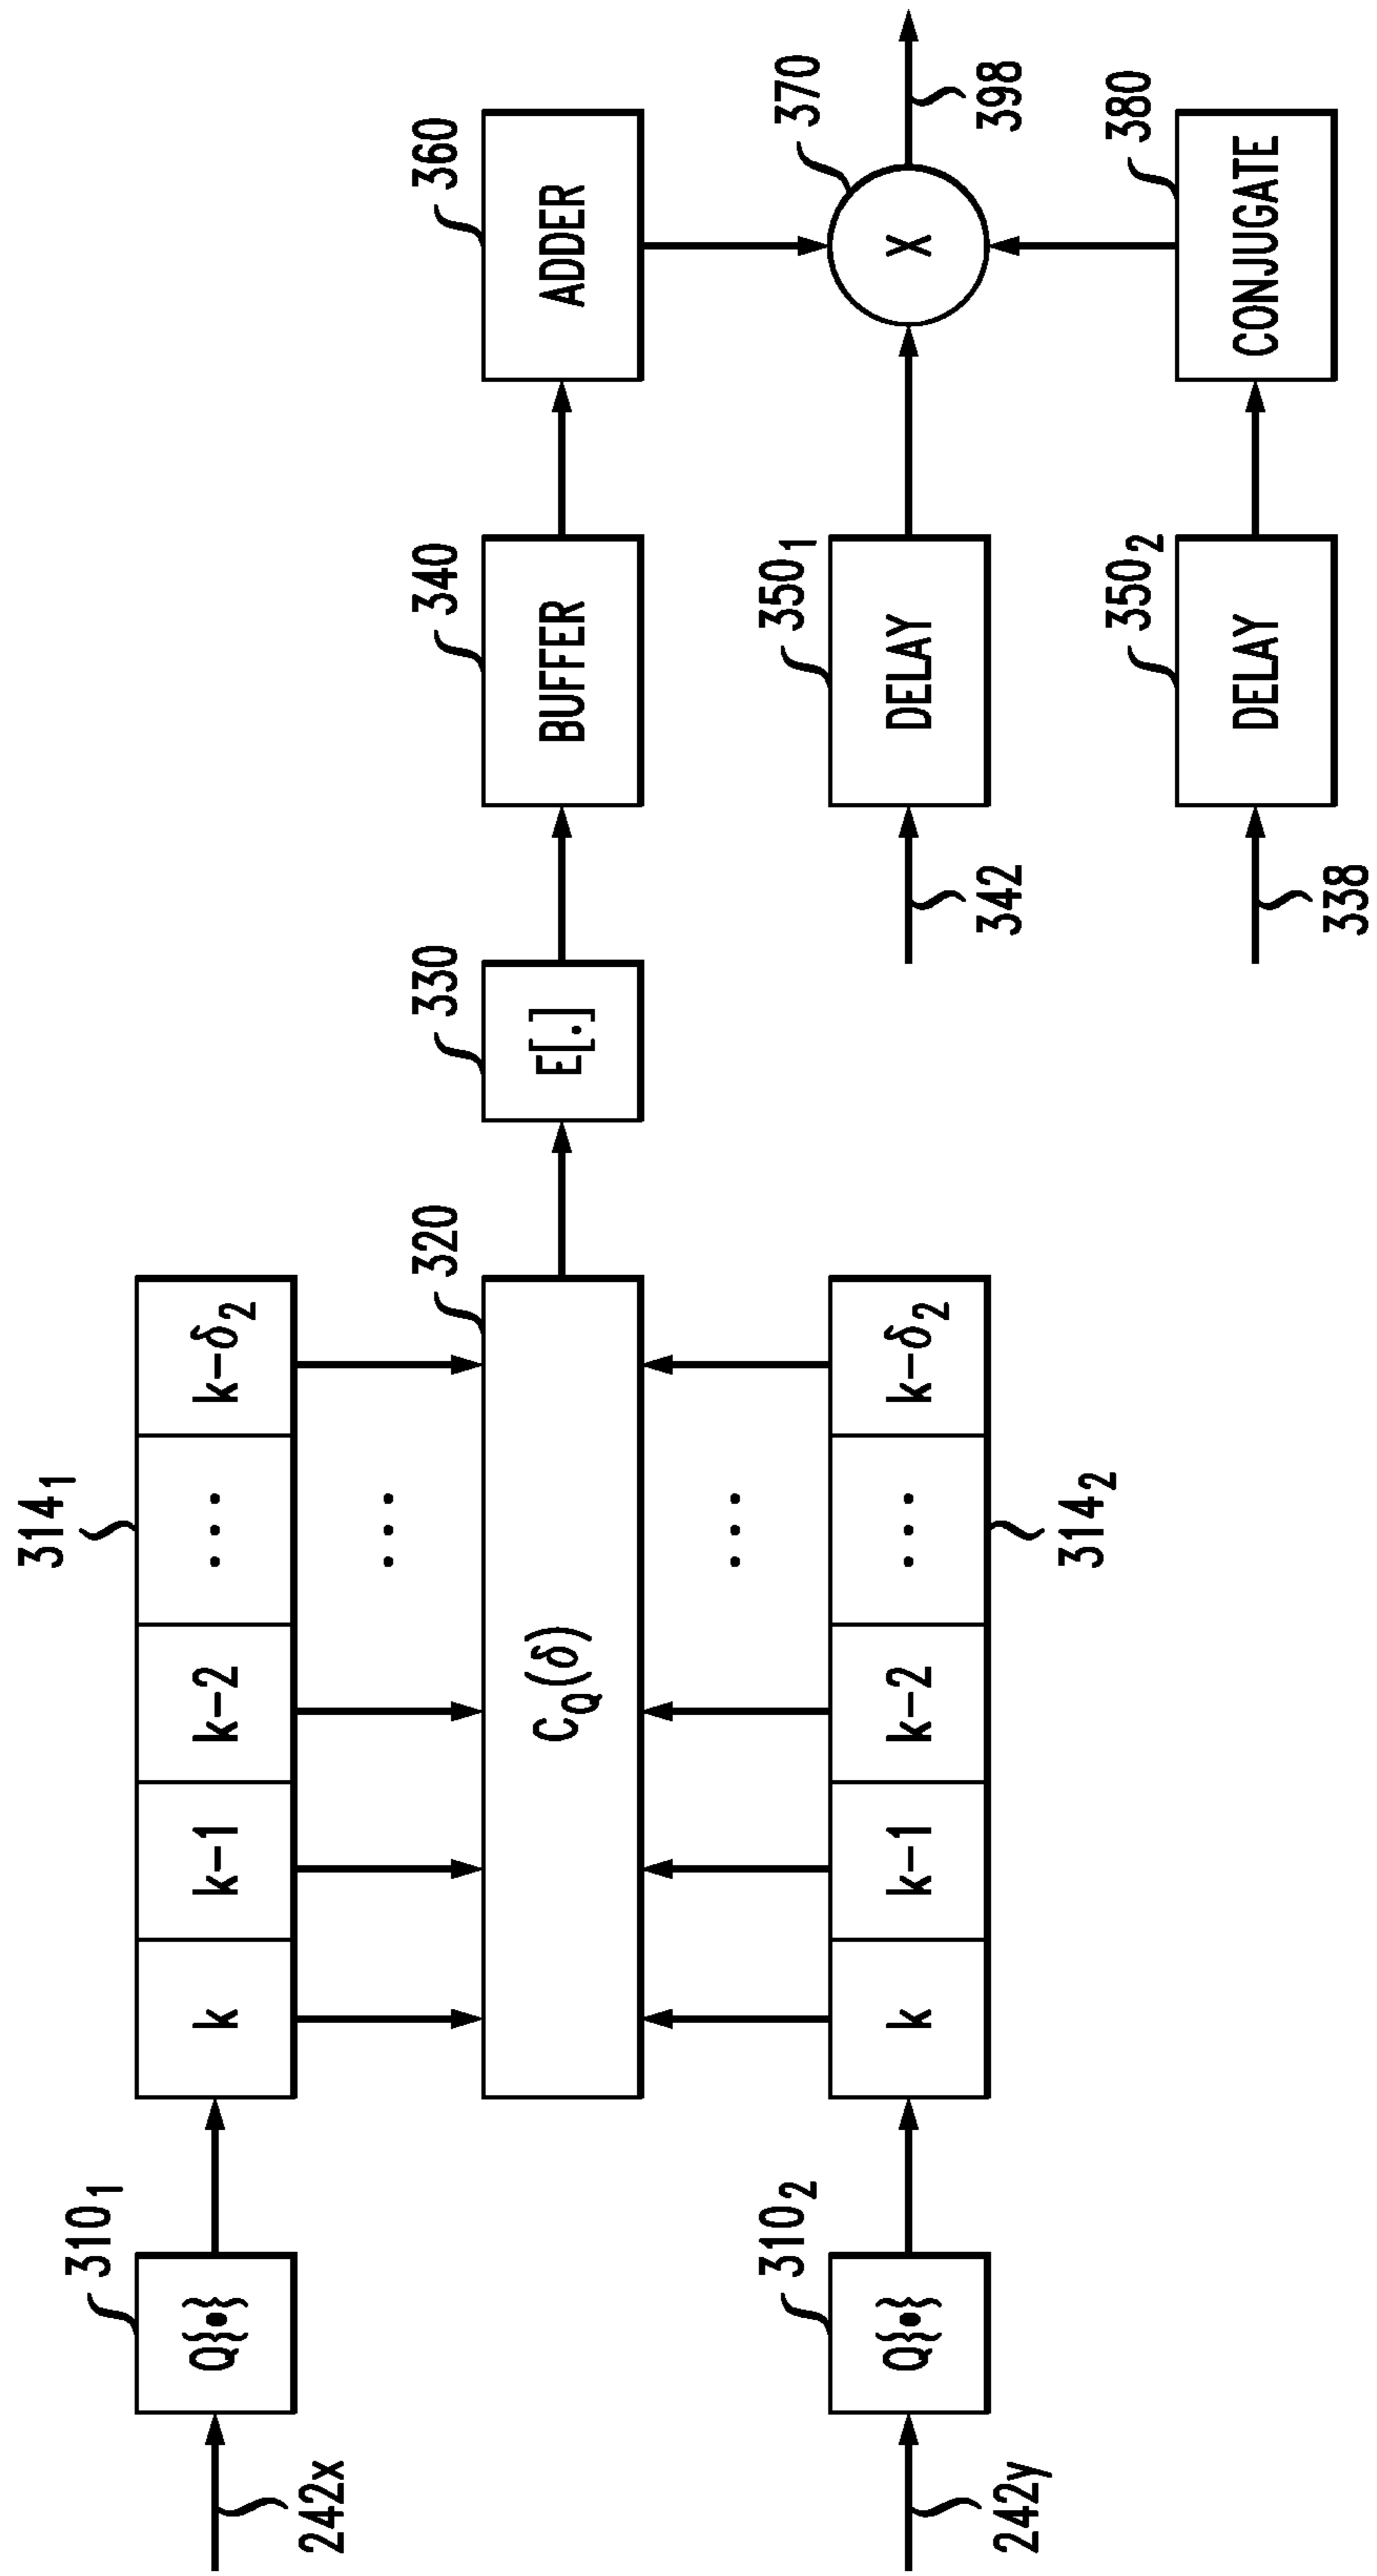 242x
310₁
Q{•}
314₁
k
k-1
k-2
...
k-δ₂
...
320
C_Q(δ)
330
E[.]
340
BUFFER
360
ADDER
...
242y
310₂
Q{•}
k
k-1
k-2
...
k-δ₂
314₂
342
350₁
DELAY
370
X
398
338
350₂
DELAY
380
CONJUGATE